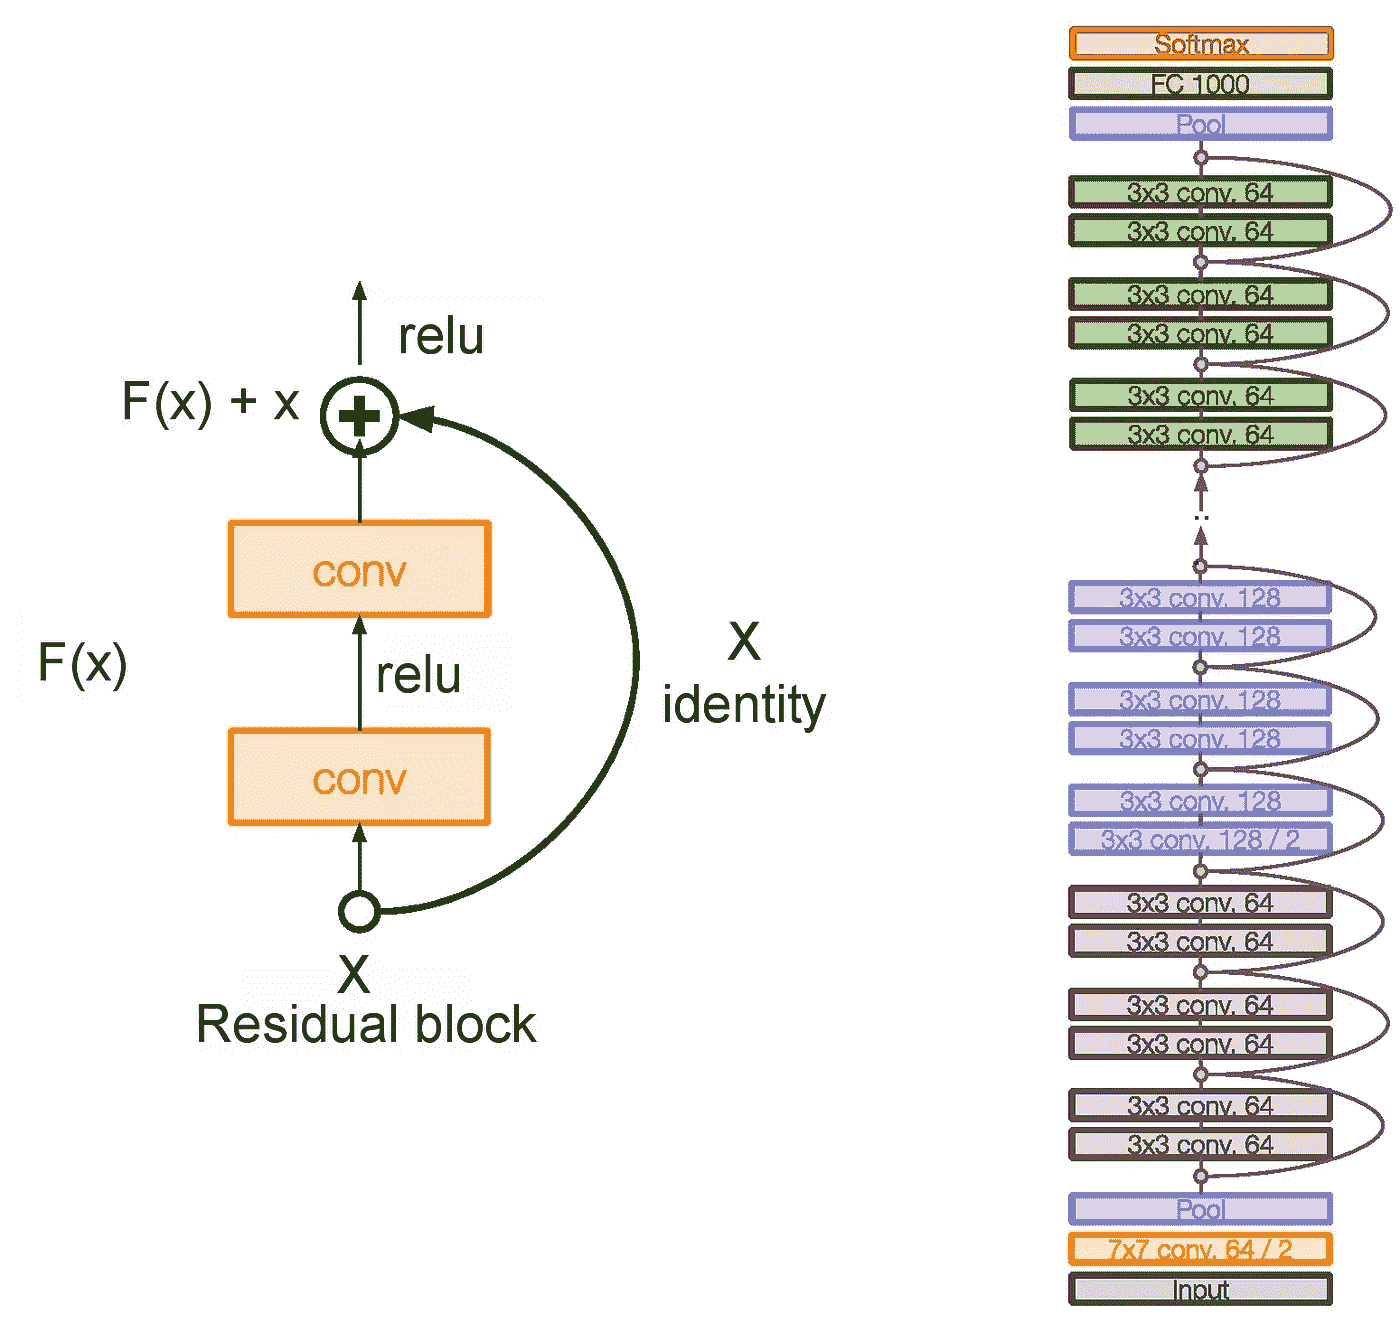 relu
F(x) + x
conv
F(x)
relu
X
identity
conv
X
Residual block
Softmax
FC 1000
Pool
3x3 conv, 64
3x3 conv, 64
3x3 conv, 64
3x3 conv, 64
3x3 conv, 64
3x3 conv, 64
..
3x3 conv, 128
3x3 conv, 128
3x3 conv, 128
3x3 conv, 128
3x3 conv, 128
3x3 conv, 128 / 2
3x3 conv, 64
3x3 conv, 64
3x3 conv, 64
3x3 conv, 64
3x3 conv, 64
3x3 conv, 64
Pool
7x7 conv, 64 / 2
Input